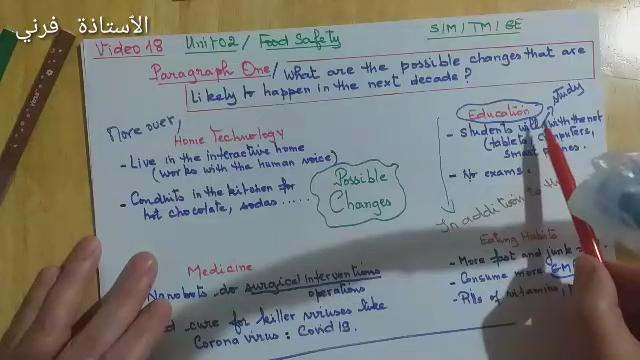 الأستاذة فرني
Video 18 Unit 02 / Food Safety S/M/TM/GE
Paragraph One / What are the possible changes that are
Likely to happen in the next decade?
More over,
Home Technology
- Live in the interactive home
(works with the human voice)
- Conduits in the kitchen for
hot chocolate, sodas .....
Possible
Changes
Education
study
- Students will with the net
(tablets, computers,
smart phones.
- No exams.
In addition to
Medicine
Nanobots do surgical interventions
operations
cure for killer viruses like
Corona virus : Covid 19.
Eating Habits
- More fast and junk
- Consume more GM
- Pills of vitamins,